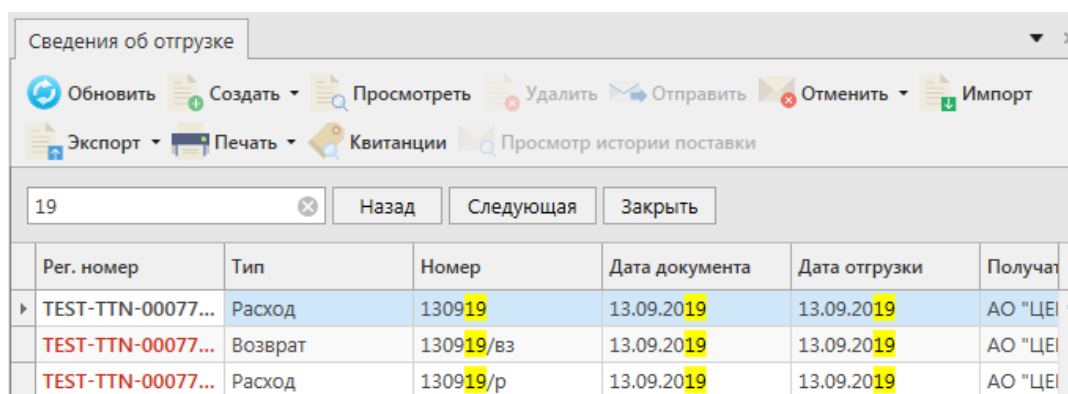 Сведения об отгрузке
Обновить Создать Просмотреть Удалить Отправить Отменить Импорт
Экспорт Печать Квитанции Просмотр истории поставки
19 Назад Следующая Закрыть
Рег. номер Тип Номер Дата документа Дата отгрузки Получат
TEST-TTN-00077... Расход 130919 13.09.2019 13.09.2019 АО "ЦЕ
TEST-TTN-00077... Возврат 130919/вз 13.09.2019 13.09.2019 АО "ЦЕ
TEST-TTN-00077... Расход 130919/р 13.09.2019 13.09.2019 АО "ЦЕ